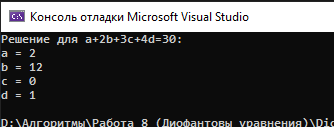 Консоль отладки Microsoft Visual Studio
Решение для a+2b+3c+4d=30:
a = 2
b = 12
c = 0
d = 1
D:\Алгоритмы\Работа 8 (Диофантовы уравнения)\Dio